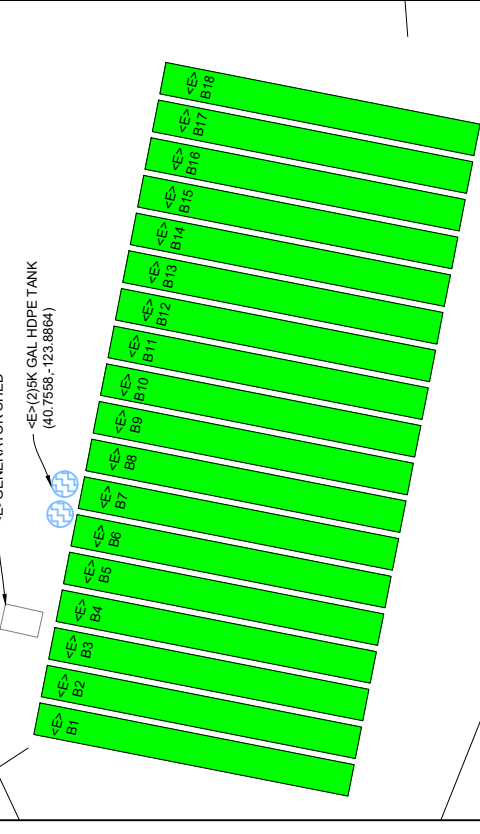 <E>(2)5K GAL HDPE TANK
(40.7558,-123.8864)
<E>
B1
<E>
B2
<E>
B3
<E>
B4
<E>
B5
<E>
B6
<E>
B7
<E>
B8
<E>
B9
<E>
B10
<E>
B11
<E>
B12
<E>
B13
<E>
B14
<E>
B15
<E>
B16
<E>
B17
<E>
B18